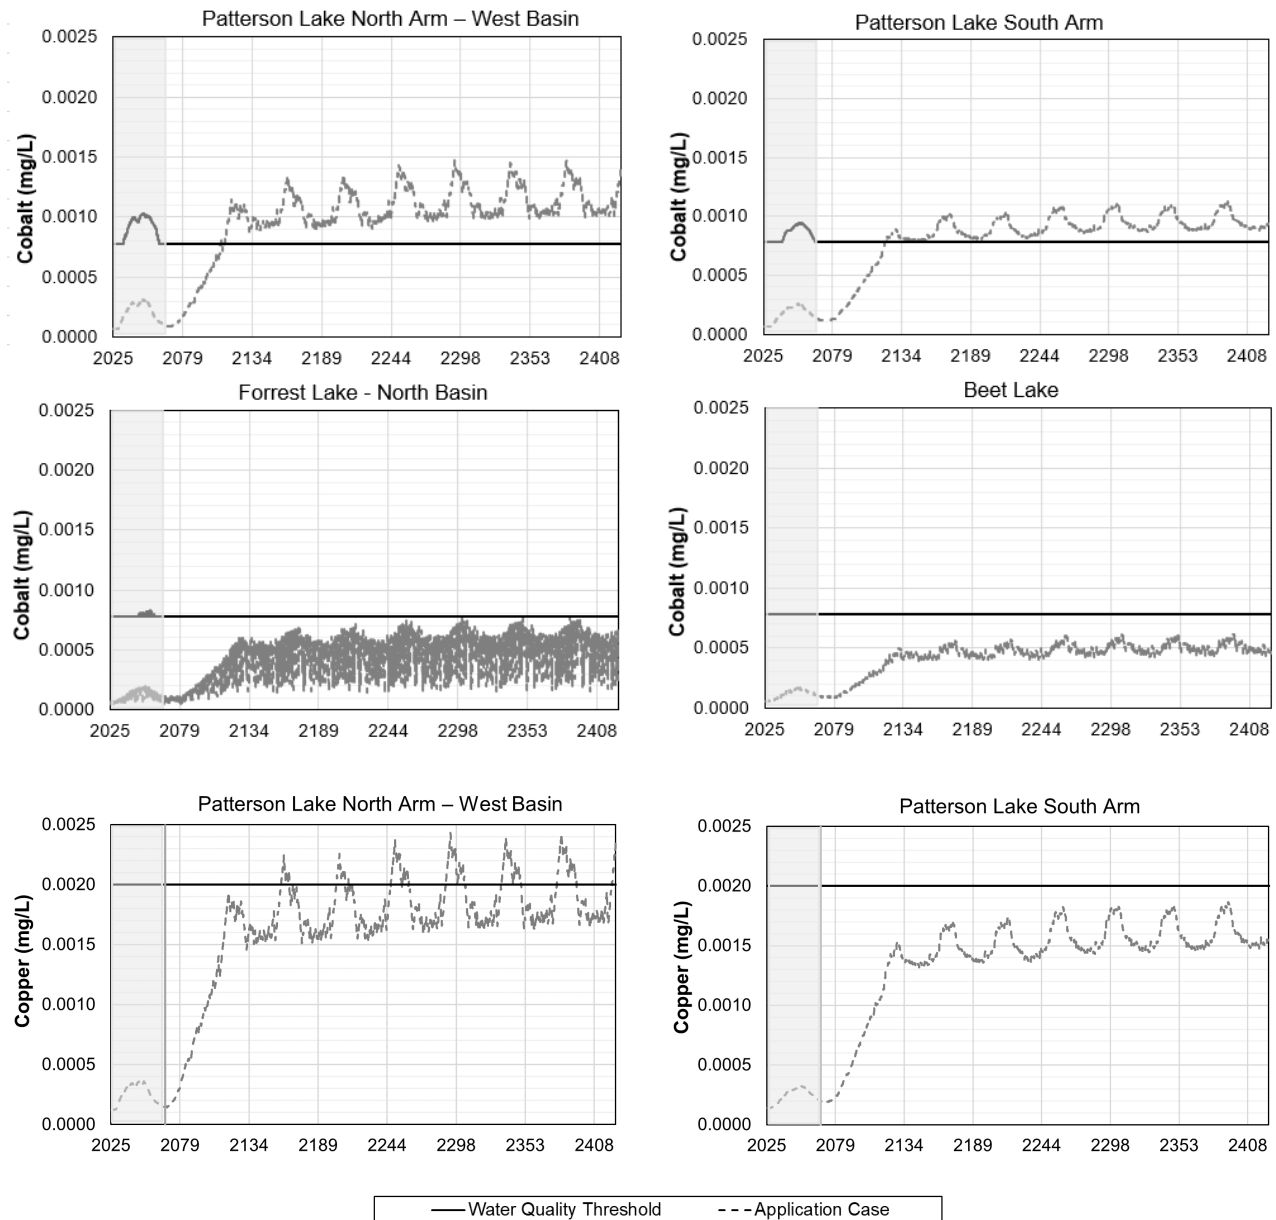 Patterson Lake North Arm – West Basin
Cobalt (mg/L)
0.0025
0.0020
0.0015
0.0010
0.0005
0.0000
2025 2079 2134 2189 2244 2298 2353 2408
Patterson Lake South Arm
Cobalt (mg/L)
0.0025
0.0020
0.0015
0.0010
0.0005
0.0000
2025 2079 2134 2189 2244 2298 2353 2408
Forrest Lake - North Basin
Cobalt (mg/L)
0.0025
0.0020
0.0015
0.0010
0.0005
0.0000
2025 2079 2134 2189 2244 2298 2353 2408
Beet Lake
Cobalt (mg/L)
0.0025
0.0020
0.0015
0.0010
0.0005
0.0000
2025 2079 2134 2189 2244 2298 2353 2408
Patterson Lake North Arm – West Basin
Copper (mg/L)
0.0025
0.0020
0.0015
0.0010
0.0005
0.0000
2025 2079 2134 2189 2244 2298 2353 2408
Patterson Lake South Arm
Copper (mg/L)
0.0025
0.0020
0.0015
0.0010
0.0005
0.0000
2025 2079 2134 2189 2244 2298 2353 2408
Water Quality Threshold Application Case